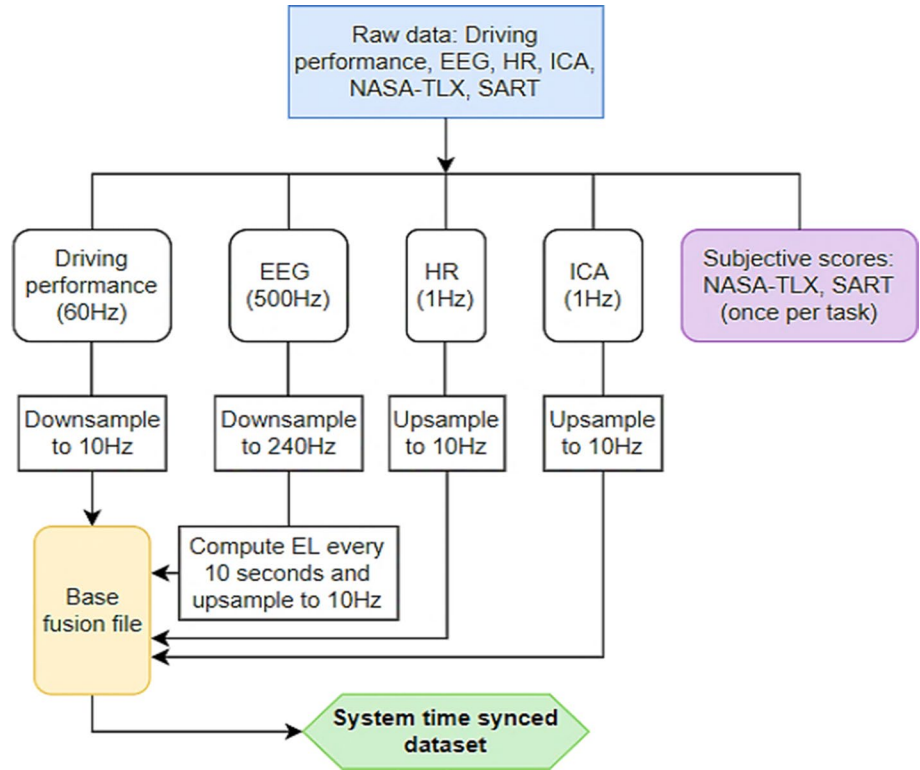 Raw data: Driving
performance, EEG, HR, ICA,
NASA-TLX, SART
Driving
performance
(60Hz)
EEG
(500Hz)
HR
(1Hz)
ICA
(1Hz)
Subjective scores:
NASA-TLX, SART
(once per task)
Downsample
to 10Hz
Downsample
to 240Hz
Upsample
to 10Hz
Upsample
to 10Hz
Compute EL every
10 seconds and
upsample to 10Hz
Base
fusion file
System time synced
dataset